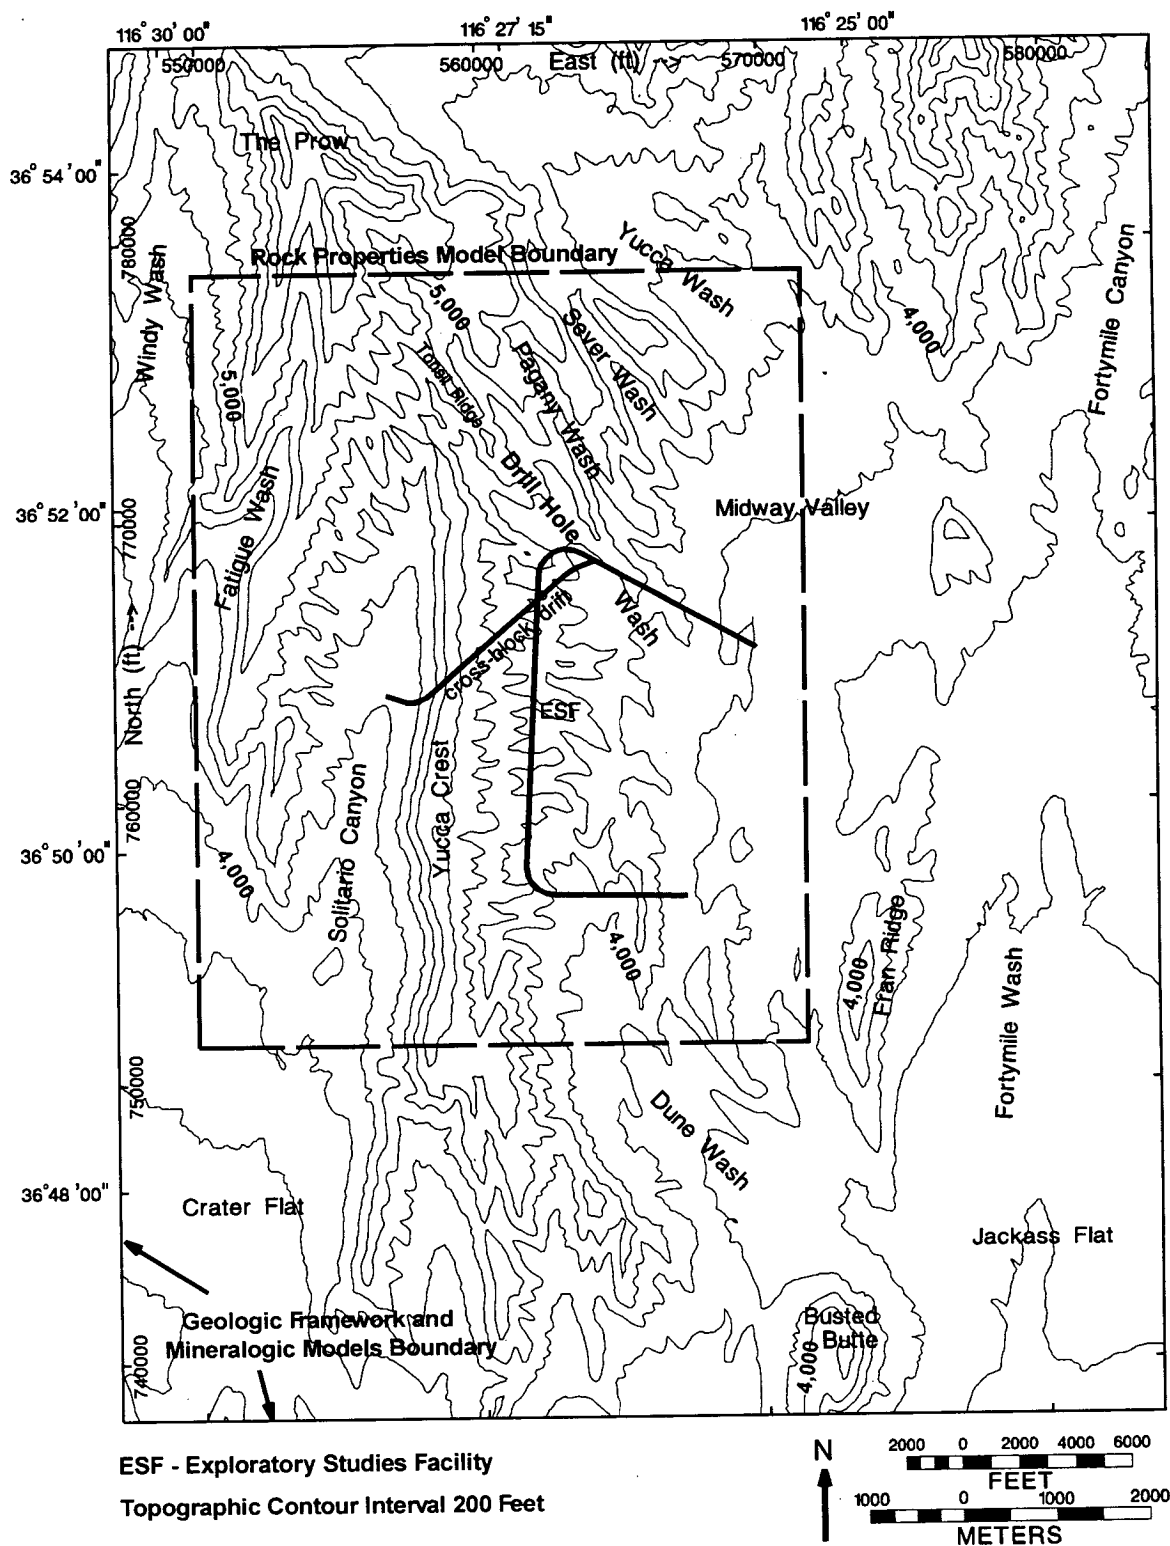 116° 30' 00"
116° 27' 15"
116° 25' 00"
550000
560000
East (ft) -->
570000
580000
The Prow
36° 54' 00"
780000
Windy Wash
Rock Properties Model Boundary
Yucca Wash
Fortymile Canyon
5,000
4,000
Sever Wash
5,000
Tonsil Ridge
Pagany Wash
Drill Hole
Wash
Fatigue Wash
Midway Valley
36° 52' 00"
770000
North (ft) -->
cross-block drift
ESF
Yucca Crest
Solitario Canyon
760000
36° 50' 00"
4,000
4,000
4,000
Fran Ridge
Fortymile Wash
750000
Dune Wash
36° 48' 00"
Crater Flat
Jackass Flat
Geologic Framework and
Mineralogic Models Boundary
Busted
Butte
4,000
740000
ESF - Exploratory Studies Facility
Topographic Contour Interval 200 Feet
N
2000 0 2000 4000 6000
FEET
1000 0 1000 2000
METERS